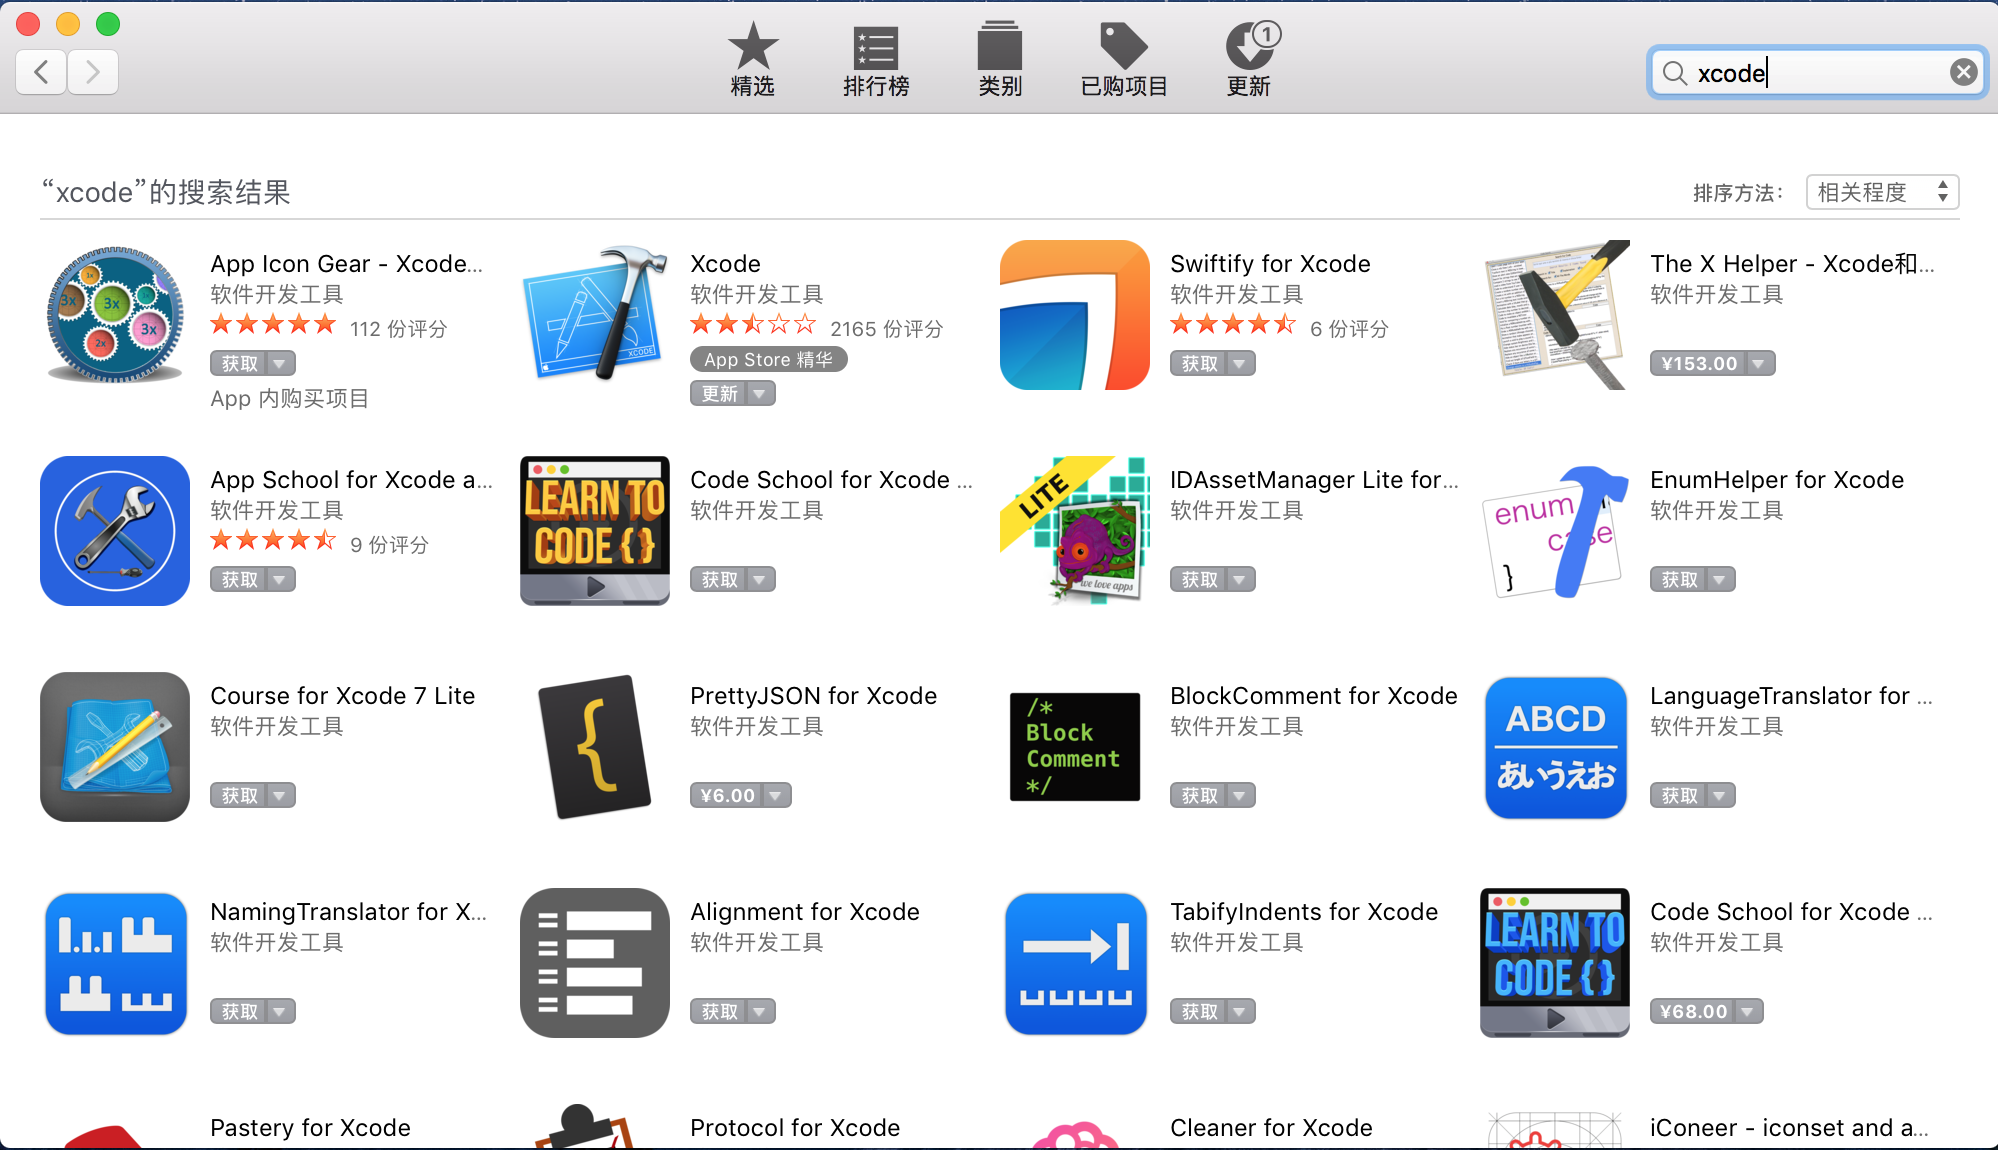 精选
排行榜
类别
已购项目
1
更新
xcode
“xcode”的搜索结果
排序方法：
相关程度
App Icon Gear - Xcode...
软件开发工具
112 份评分
获取
App 内购买项目
Xcode
软件开发工具
2165 份评分
App Store 精华
更新
XCODE
Swiftify for Xcode
软件开发工具
6 份评分
获取
The X Helper - Xcode和...
软件开发工具
¥153.00
1x
3x
3x
3x
2x
App School for Xcode a...
软件开发工具
9 份评分
获取
LEARN TO
CODE { }
Code School for Xcode ...
软件开发工具
获取
LITE
we love apps
IDAssetManager Lite for...
软件开发工具
获取
enum
case
}
EnumHelper for Xcode
软件开发工具
获取
Course for Xcode 7 Lite
软件开发工具
获取
{
PrettyJSON for Xcode
软件开发工具
¥6.00
/*
Block
Comment
*/
BlockComment for Xcode
软件开发工具
获取
ABCD
あいうえお
LanguageTranslator for ...
软件开发工具
获取
NamingTranslator for X...
软件开发工具
获取
Alignment for Xcode
软件开发工具
获取
TabifyIndents for Xcode
软件开发工具
获取
LEARN TO
CODE { }
Code School for Xcode ...
软件开发工具
¥68.00
Pastery for Xcode
Protocol for Xcode
Cleaner for Xcode
iConeer - iconset and a...